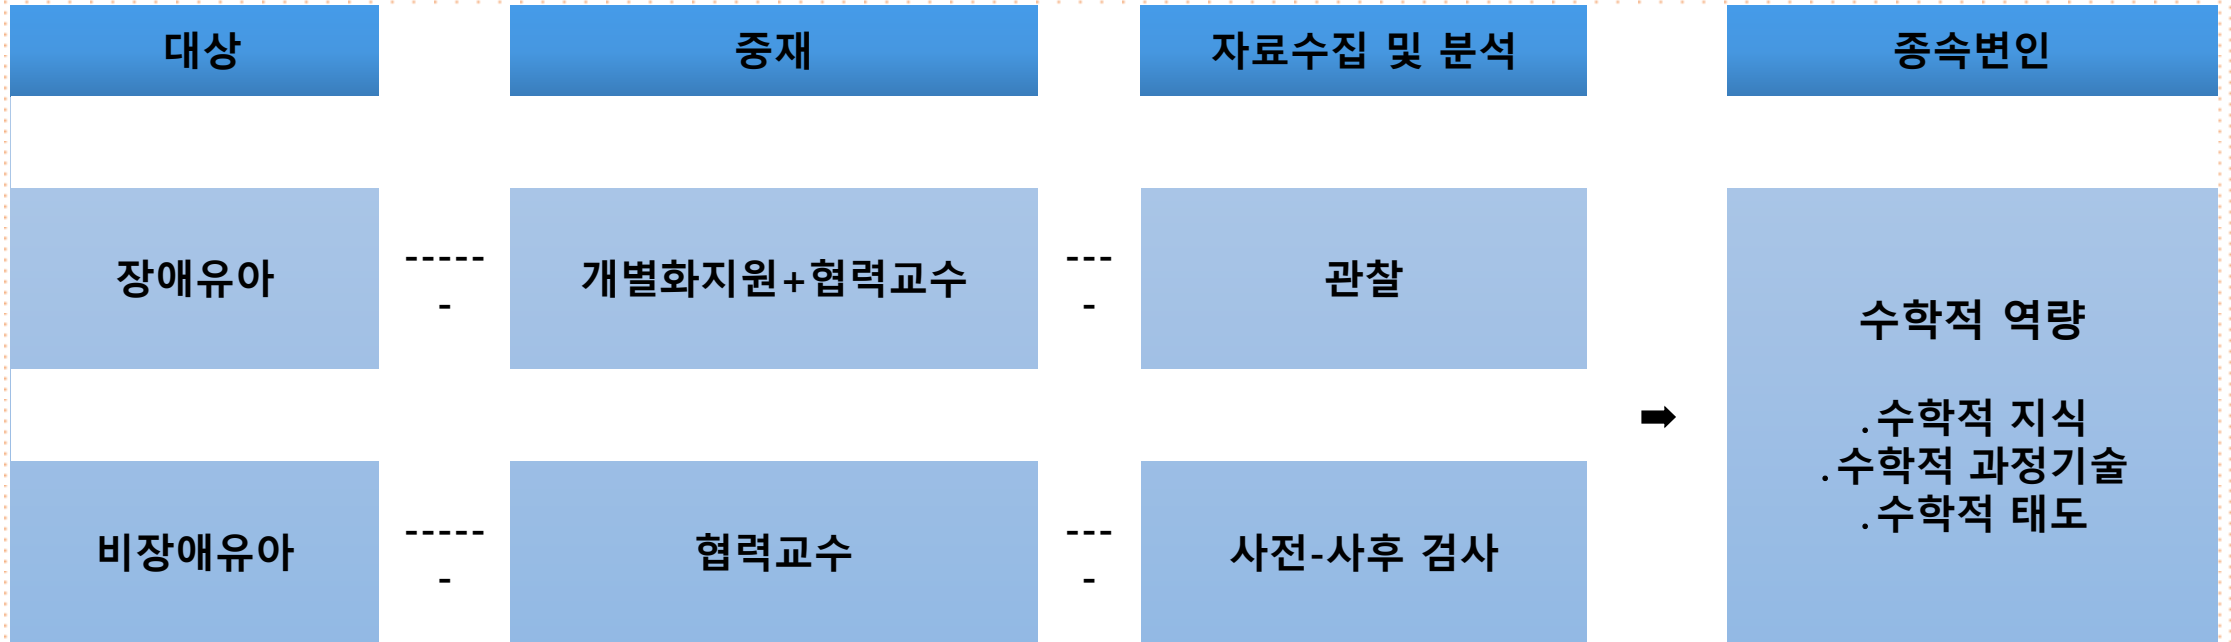 대상
중재
자료수집 및 분석
종속변인
장애유아
-----
-
개별화지원+협력교수
---
-
관찰
비장애유아
-----
-
협력교수
---
-
사전-사후 검사
➡
수학적 역량
.수학적 지식
.수학적 과정기술
.수학적 태도